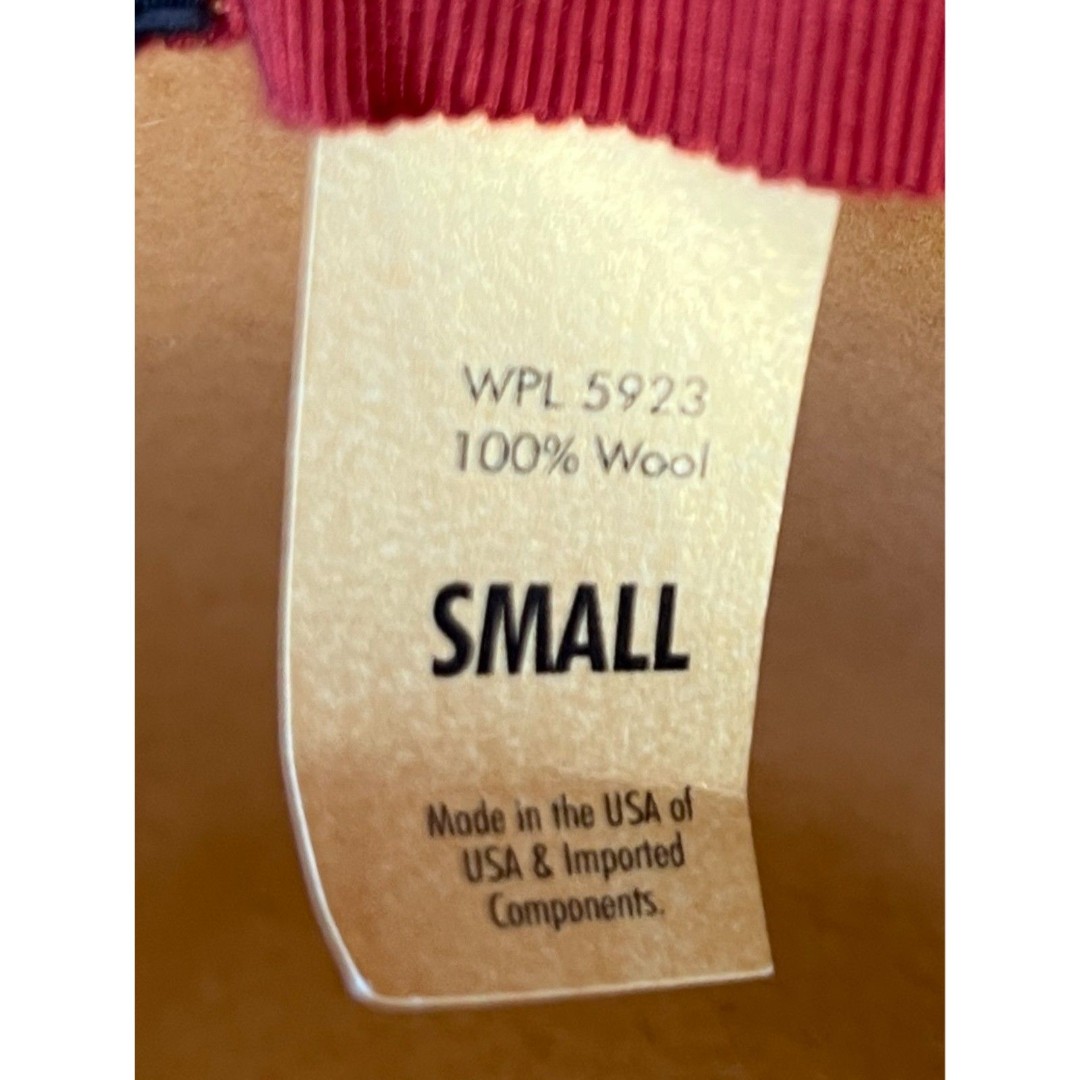 WPL 5923
100% Wool
SMALL
Made in the USA of
USA & Imported
Components.